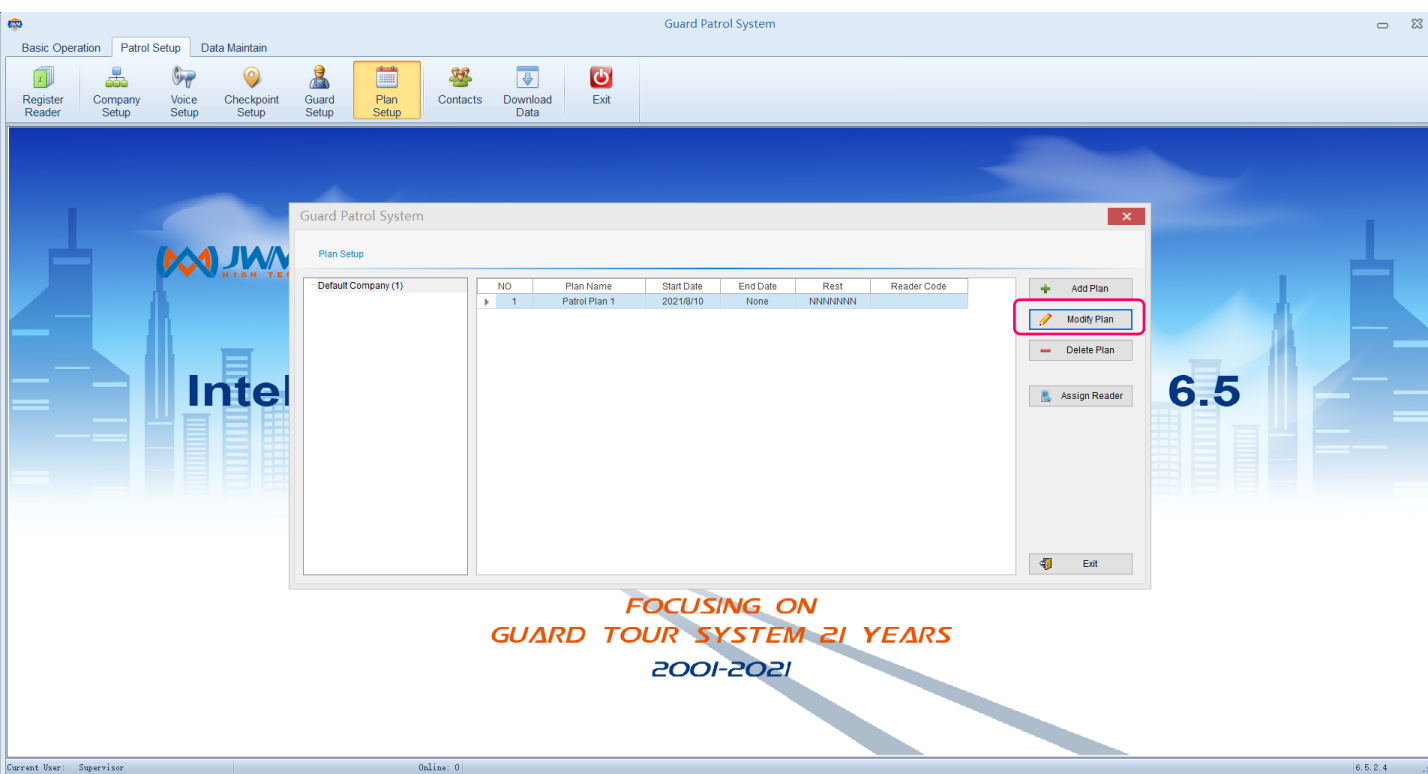 Guard Patrol System
Basic Operation Patrol Setup Data Maintain
Register Reader
Company Setup
Voice Setup
Checkpoint Setup
Guard Setup
Plan Setup
Contacts
Download Data
Exit
Guard Patrol System
JWM
HIGH TE
Plan Setup
Default Company (1)
NO Plan Name Start Date End Date Rest Reader Code
1 Patrol Plan 1 2021/8/10 None NNNNNNN
Add Plan
Modify Plan
Delete Plan
Assign Reader
Exit
Intel 6.5
FOCUSING ON
GUARD TOUR SYSTEM 21 YEARS
2001-2021
Current User: Supervisor Online: 0 6.5.2.4